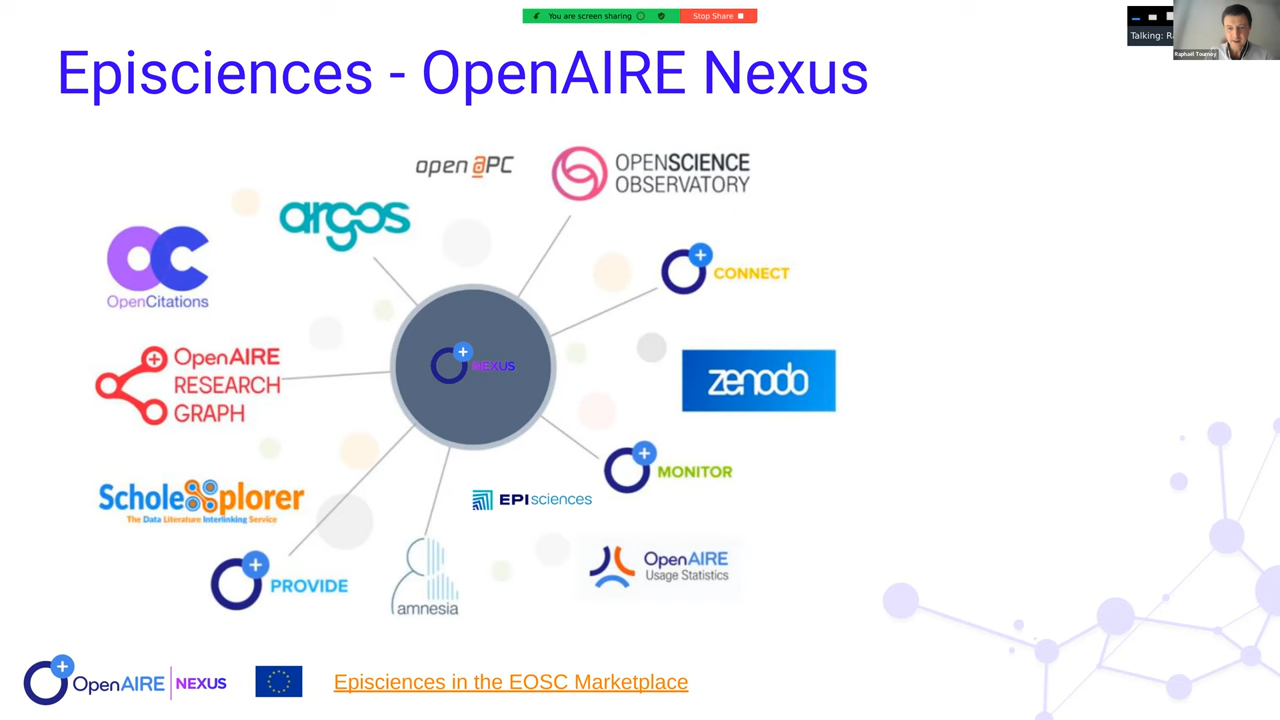 You are screen sharing
Stop Share
Talking: R
Raphaël Tournoy
Episciences - OpenAIRE Nexus
open aPC
OPENSCIENCE
OBSERVATORY
argos
OpenCitations
CONNECT
NEXUS
OpenAIRE
RESEARCH
GRAPH
zenodo
MONITOR
ScholeXplorer
The Data Literature Interlinking Service
EPIsciences
PROVIDE
amnesia
OpenAIRE
Usage Statistics
OpenAIRE NEXUS
Episciences in the EOSC Marketplace